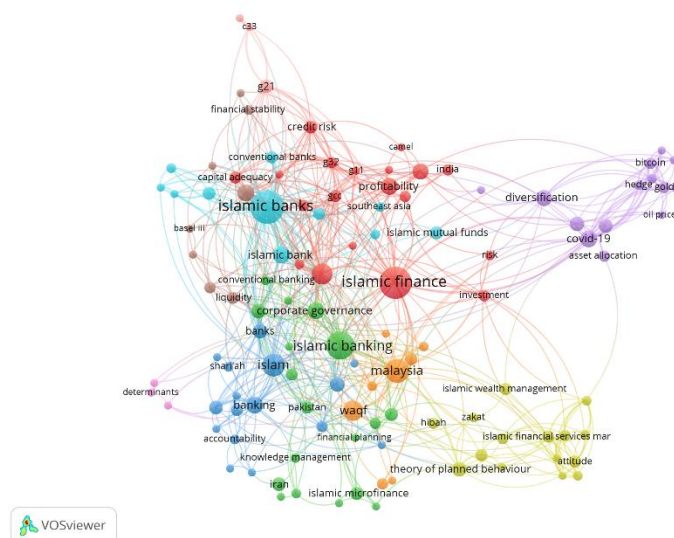 c33
g21
financial stability
credit risk
camel
conventional banks
g32
g11
india
capital adequacy
profitability
gcc
southeast asia
islamic banks
bitcoin
hedge
gold
diversification
oil price
basel iii
islamic mutual funds
covid-19
asset allocation
islamic bank
risk
conventional banking
islamic finance
liquidity
investment
corporate governance
banks
islamic banking
shari'ah
islam
malaysia
determinants
islamic wealth management
banking
pakistan
waqf
zakat
hibah
accountability
financial planning
islamic financial services mar
knowledge management
theory of planned behaviour
attitude
iran
islamic microfinance
VOSviewer